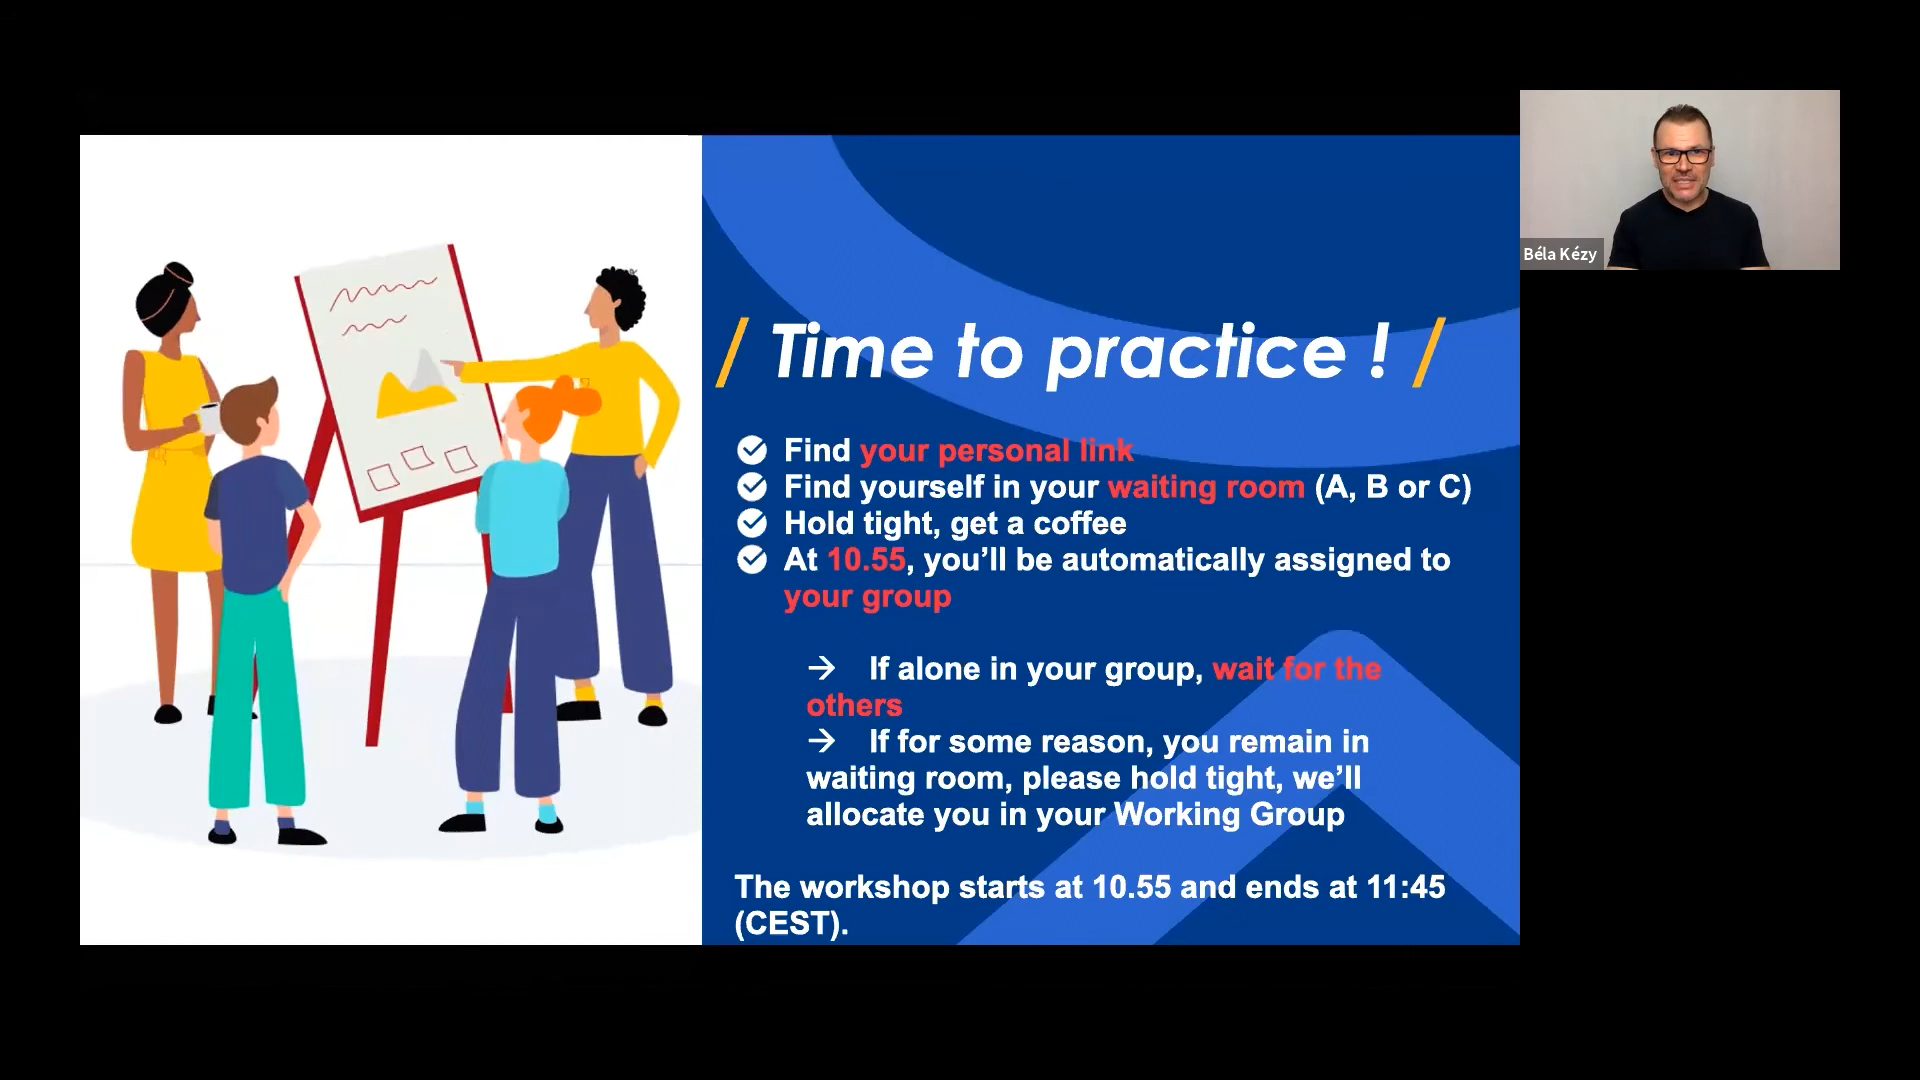 / Time to practice ! /
Find your personal link
Find yourself in your waiting room (A, B or C)
Hold tight, get a coffee
At 10.55, you’ll be automatically assigned to
your group
→ If alone in your group, wait for the
others
→ If for some reason, you remain in
waiting room, please hold tight, we’ll
allocate you in your Working Group
The workshop starts at 10.55 and ends at 11:45
(CEST).
Béla Kézy